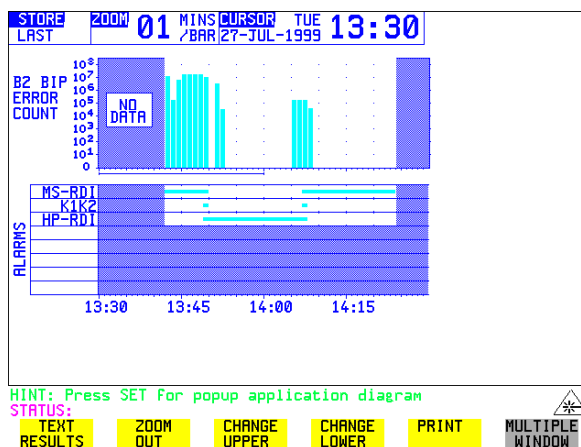 STORE ZOOM 01 MINS CURSOR TUE 13:30
LAST /BAR 27-JUL-1999
B2 BIP
ERROR
COUNT
10⁸
10⁷
10⁶
10⁵
10⁴
10³
10²
10¹
0
NO
DATA
ALARMS
MS-RDI
K1K2
HP-RDI
13:30 13:45 14:00 14:15
HINT: Press SET for popup application diagram
STATUS:
TEXT ZOOM CHANGE CHANGE PRINT MULTIPLE
RESULTS OUT UPPER LOWER WINDOW